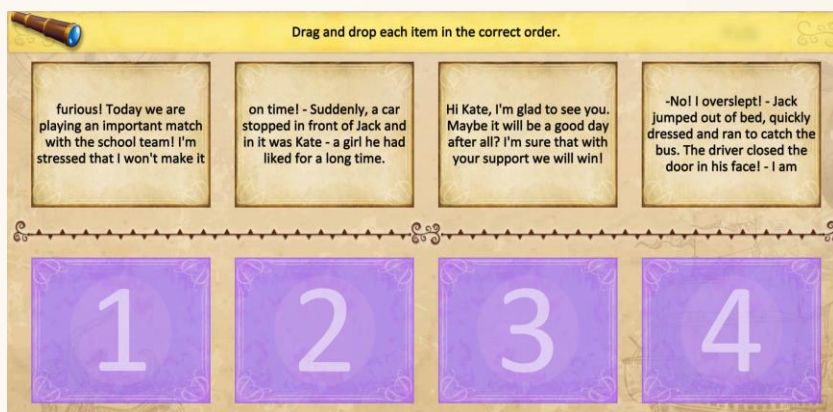 Drag and drop each item in the correct order.
furious! Today we are
playing an important match
with the school team! I'm
stressed that I won't make it
on time! - Suddenly, a car
stopped in front of Jack and
in it was Kate - a girl he had
liked for a long time.
Hi Kate, I'm glad to see you.
Maybe it will be a good day
after all? I'm sure that with
your support we will win!
-No! I overslept! - Jack
jumped out of bed, quickly
dressed and ran to catch the
bus. The driver closed the
door in his face! - I am
1
2
3
4